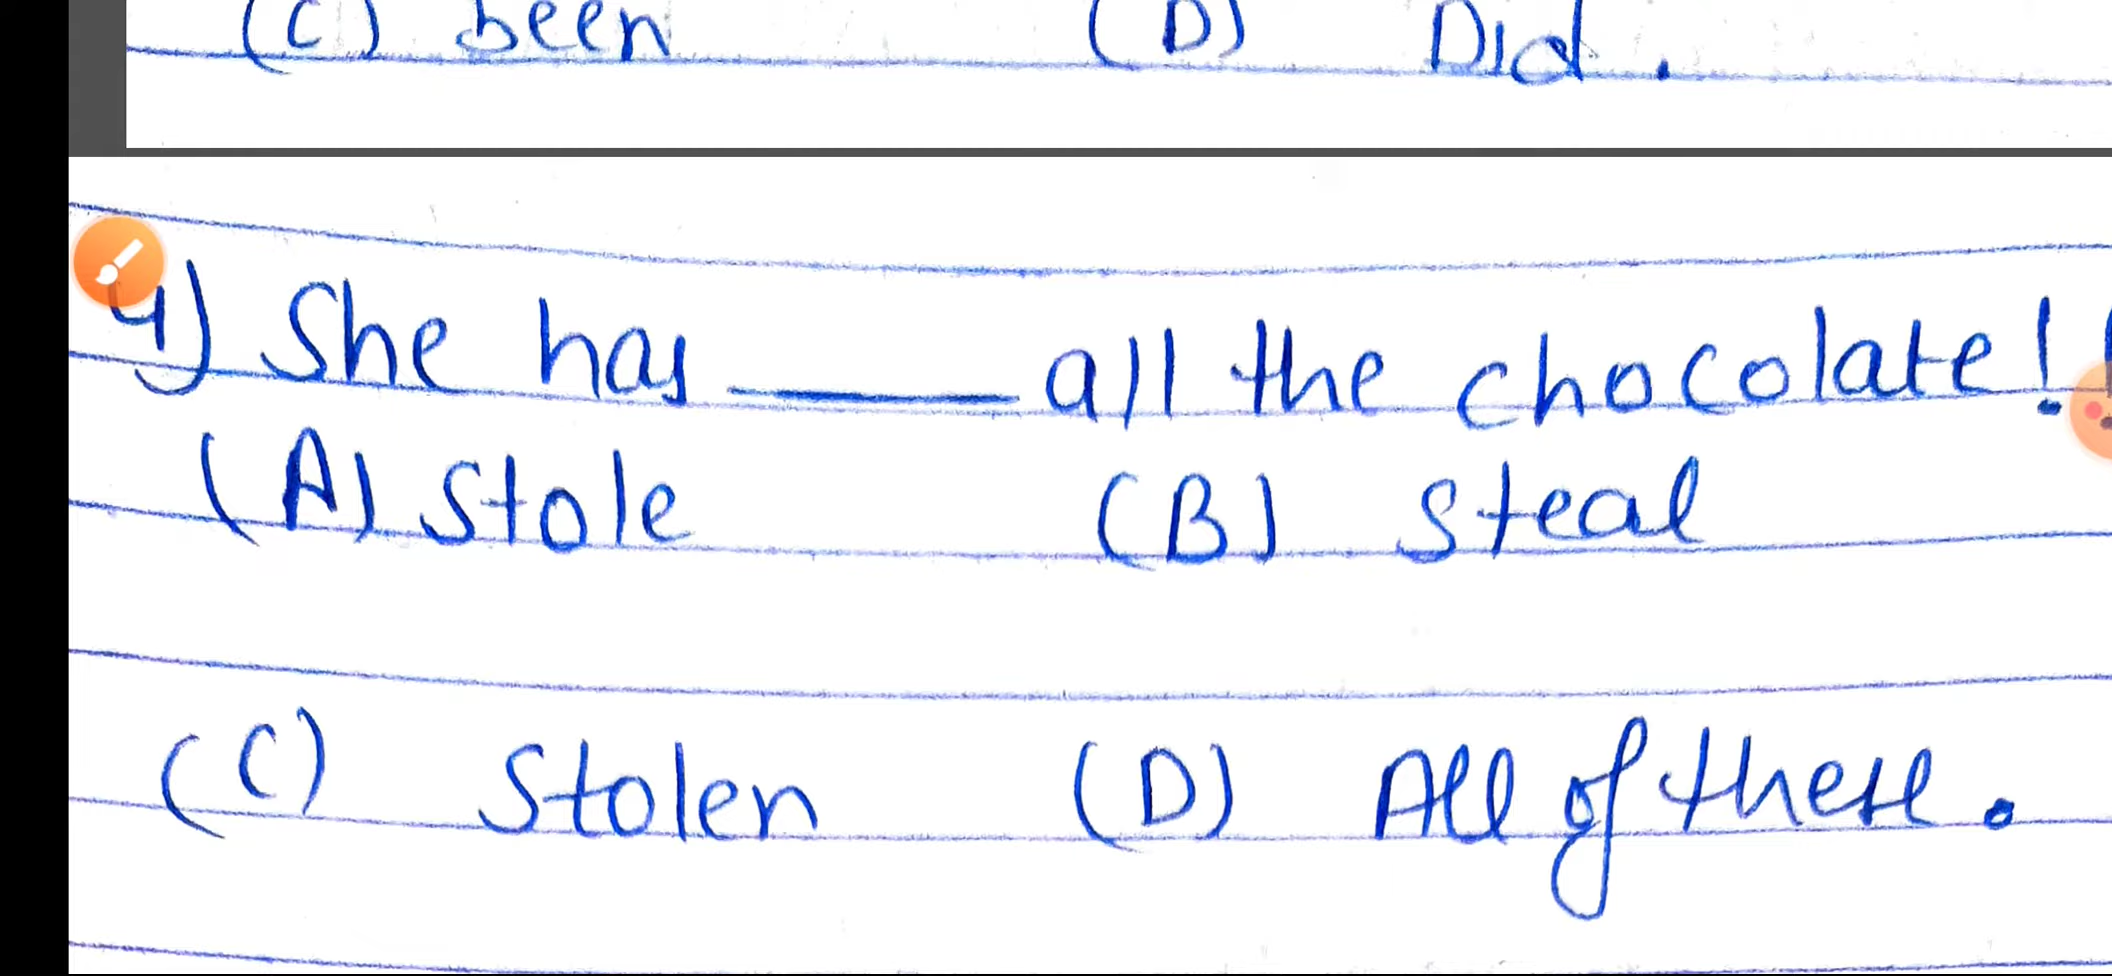 (C) been (D) Did.
4) She has ____ all the chocolate!
(A) Stole (B) Steal
(C) Stolen (D) All of these.